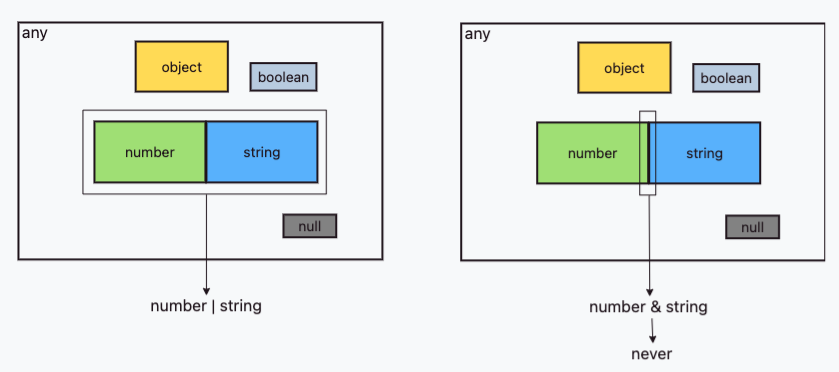 any
object
boolean
number
string
null
number | string
any
object
boolean
number
string
null
number & string
never